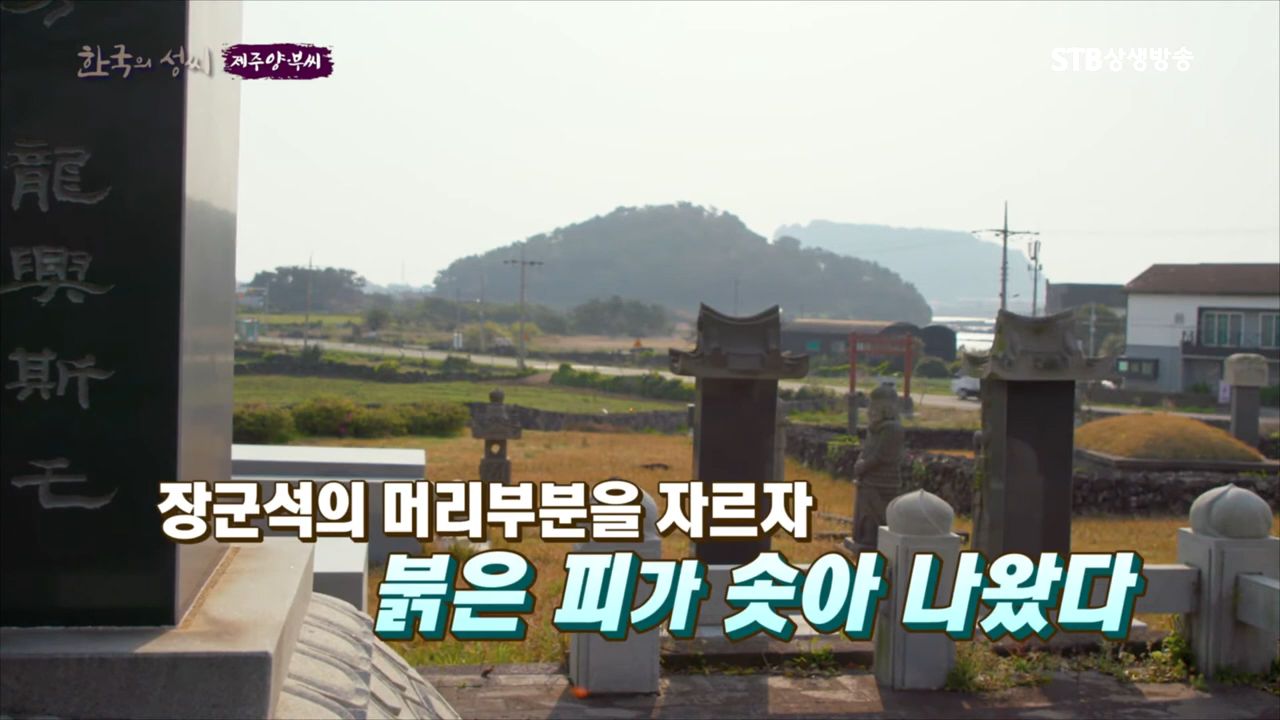 한국의 성씨 제주양·부씨
STB상생방송
龍
興
斯
장군석의 머리부분을 자르자
붉은 피가 솟아 나왔다